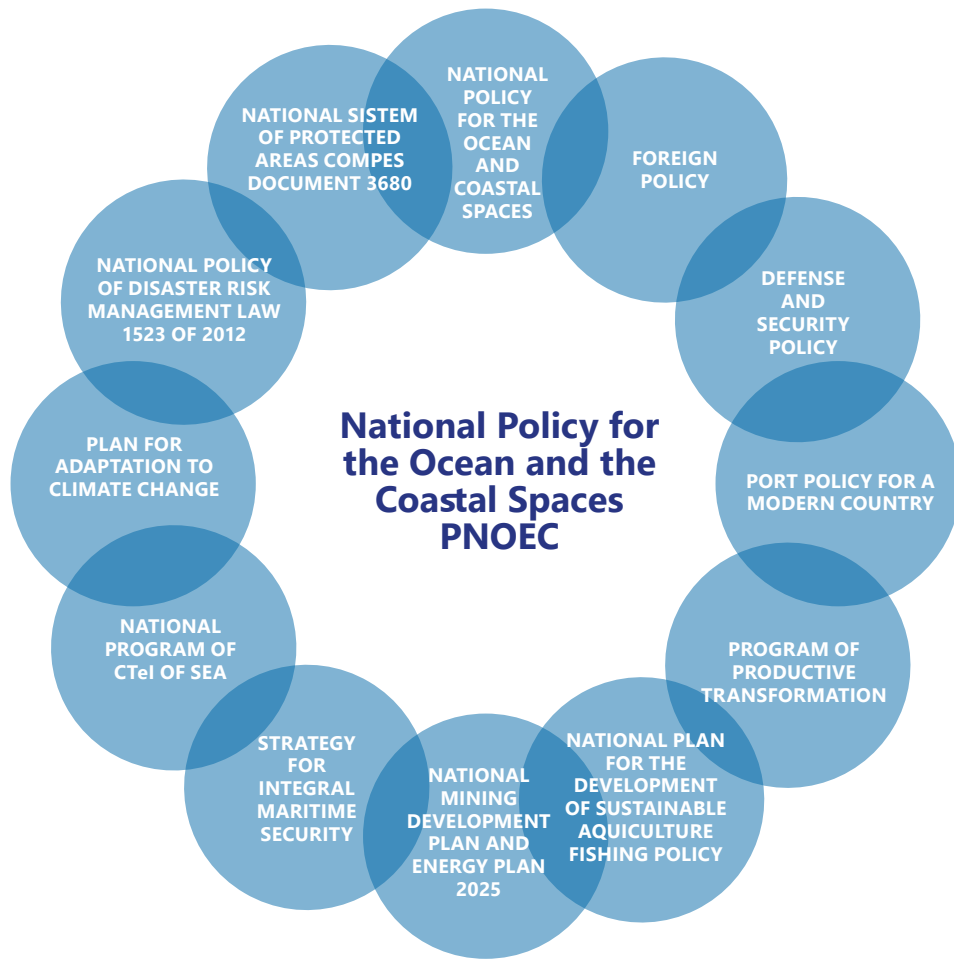 NATIONAL
POLICY
FOR THE
OCEAN
AND
COASTAL
SPACES
FOREIGN
POLICY
DEFENSE
AND
SECURITY
POLICY
PORT POLICY FOR A
MODERN COUNTRY
PROGRAM OF
PRODUCTIVE
TRANSFORMATION
NATIONAL PLAN
FOR THE
DEVELOPMENT
OF SUSTAINABLE
AQUICULTURE
FISHING POLICY
NATIONAL
MINING
DEVELOPMENT
PLAN AND
ENERGY PLAN
2025
STRATEGY
FOR
INTEGRAL
MARITIME
SECURITY
NATIONAL
PROGRAM OF
CTeI OF SEA
PLAN FOR
ADAPTATION TO
CLIMATE CHANGE
NATIONAL POLICY
OF DISASTER RISK
MANAGEMENT LAW
1523 OF 2012
NATIONAL SISTEM
OF PROTECTED
AREAS COMPES
DOCUMENT 3680
National Policy for
the Ocean and the
Coastal Spaces
PNOEC